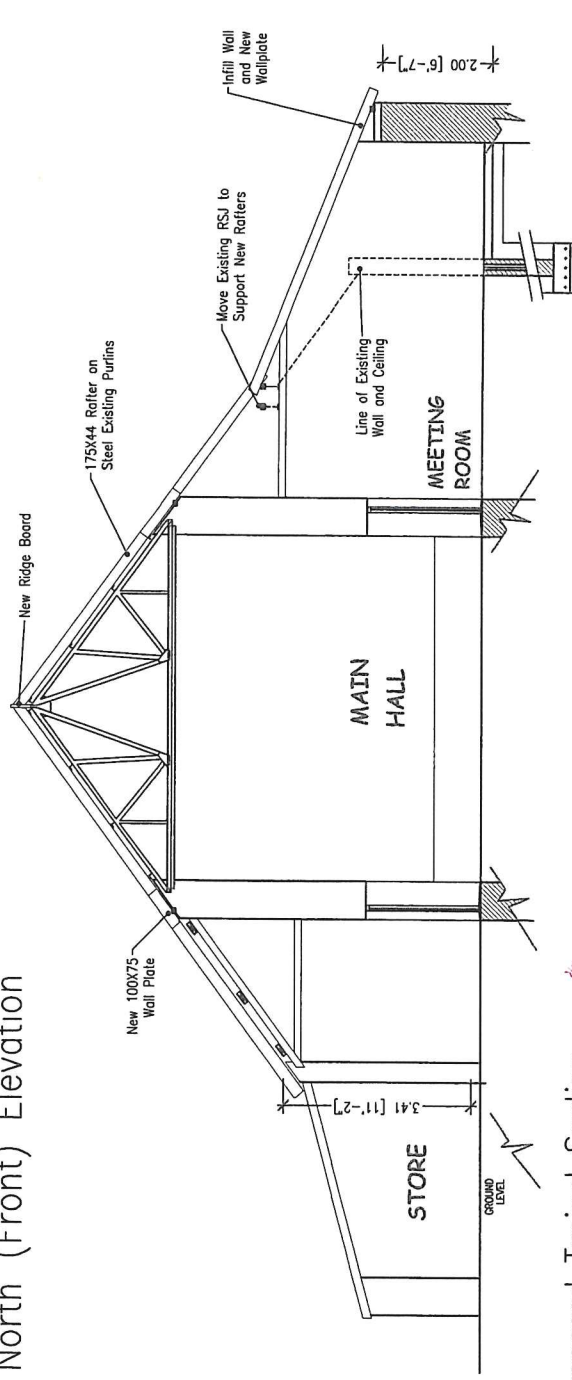 North (Front) Elevation
New Ridge Board
175X44 Rafter on
Steel Existing Purlins
Move Existing RSJ to
Support New Rafters
Infill Wall
and New
Wallplate
New 100X75
Wall Plate
2.00 [6'-7"]
3.41 [11'-2"]
Line of Existing
Wall and Ceiling
MAIN
HALL
MEETING
ROOM
STORE
GROUND
LEVEL
Typical Section